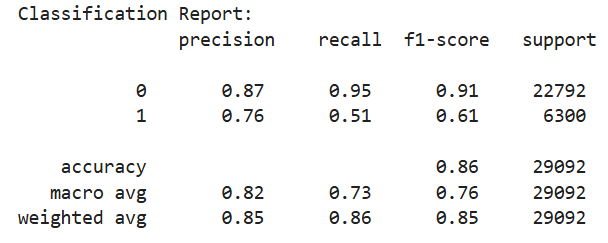 Classification Report:
precision recall f1-score support
0 0.87 0.95 0.91 22792
1 0.76 0.51 0.61 6300
accuracy 0.86 29092
macro avg 0.82 0.73 0.76 29092
weighted avg 0.85 0.86 0.85 29092